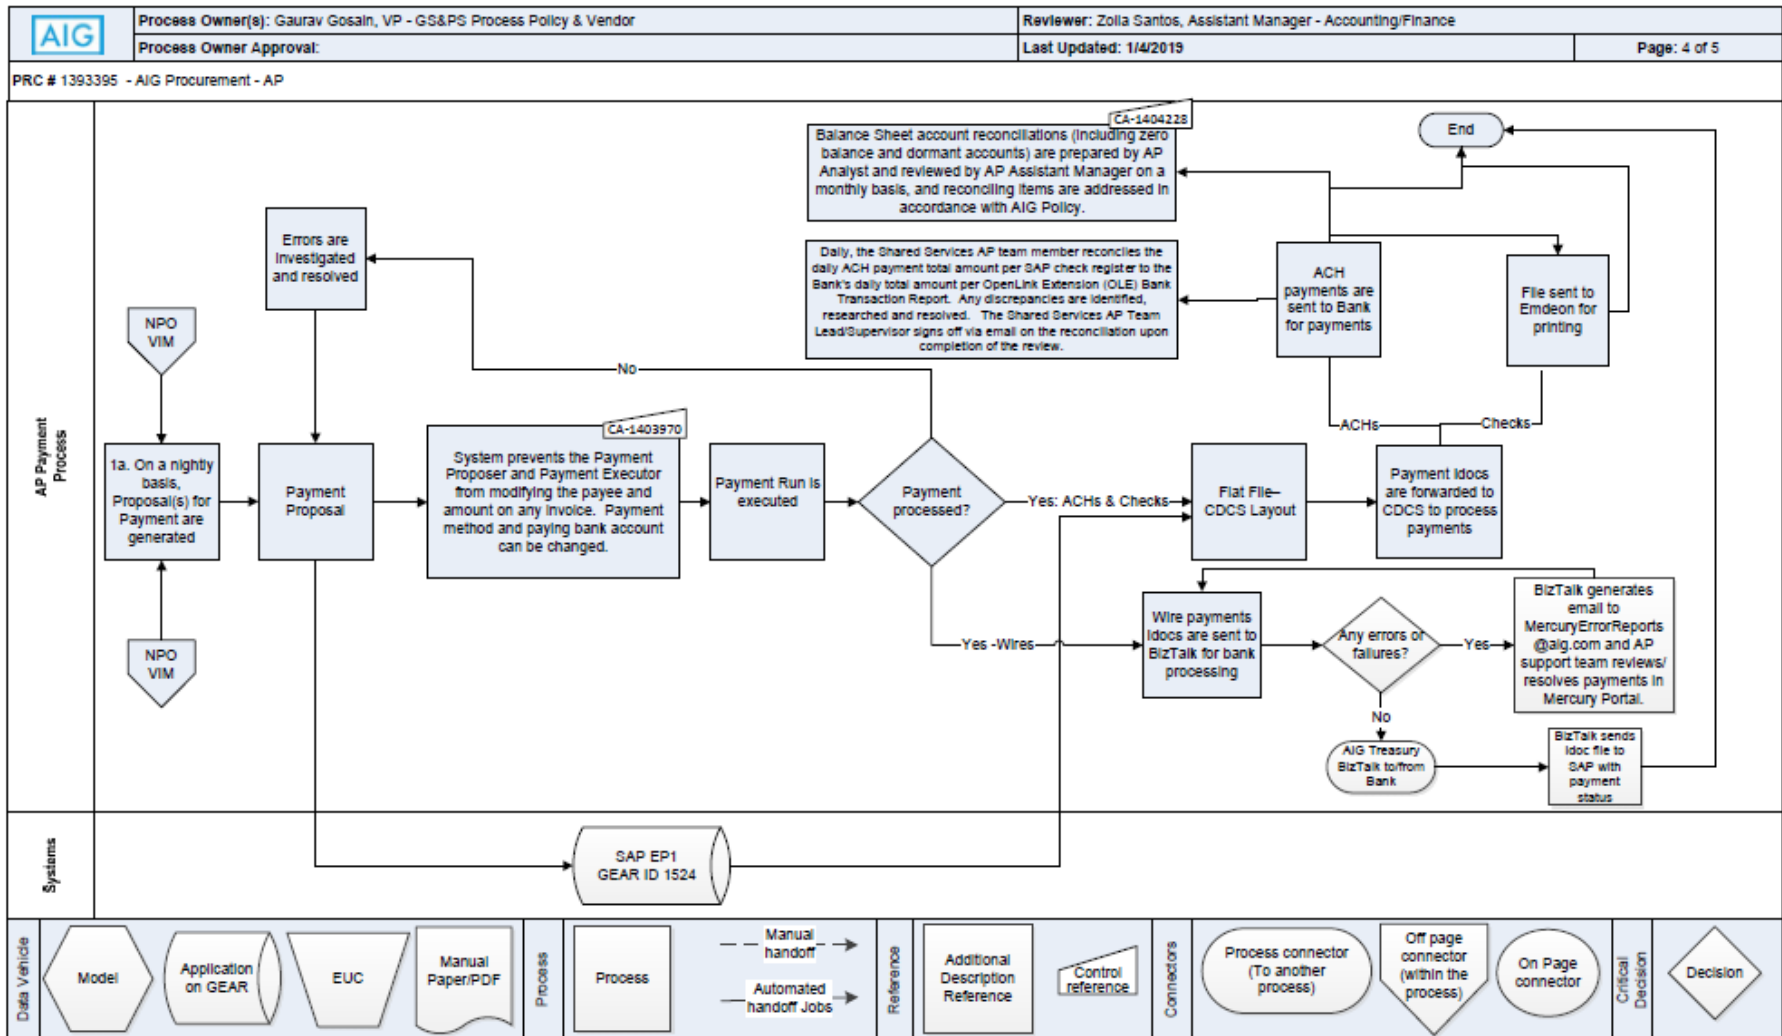 AIG
Process Owner(s): Gaurav Gosain, VP - GS&PS Process Policy & Vendor
Reviewer: Zoila Santos, Assistant Manager - Accounting/Finance
Process Owner Approval:
Last Updated: 1/4/2019
Page: 4 of 5
PRC # 1393395 - AIG Procurement - AP
AP Payment
Process
CA-1404228
Balance Sheet account reconciliations (including zero
balance and dormant accounts) are prepared by AP
Analyst and reviewed by AP Assistant Manager on a
monthly basis, and reconciling items are addressed in
accordance with AIG Policy.
End
Errors are
investigated
and resolved
Daily, the Shared Services AP team member reconciles the
daily ACH payment total amount per SAP check register to the
Bank's daily total amount per OpenLink Extension (OLE) Bank
Transaction Report. Any discrepancies are identified,
researched and resolved. The Shared Services AP Team
Lead/Supervisor signs off via email on the reconciliation upon
completion of the review.
ACH
payments are
sent to Bank
for payments
File sent to
Emdeon for
printing
NPO
VIM
No
CA-1403970
ACHs
Checks
1a. On a nightly
basis,
Proposal(s) for
Payment are
generated
Payment
Proposal
System prevents the Payment
Proposer and Payment Executor
from modifying the payee and
amount on any invoice. Payment
method and paying bank account
can be changed.
Payment Run is
executed
Payment
processed?
Yes: ACHs & Checks
Flat File–
CDCS Layout
Payment Idocs
are forwarded to
CDCS to process
payments
NPO
VIM
Yes -Wires
Wire payments
Idocs are sent to
BizTalk for bank
processing
Any errors or
failures?
Yes
BizTalk generates
email to
MercuryErrorReports
@aig.com and AP
support team reviews/
resolves payments in
Mercury Portal.
No
AIG Treasury
BizTalk to/from
Bank
BizTalk sends
Idoc file to
SAP with
payment
status
Systems
SAP EP1
GEAR ID 1524
Data Vehicle
Model
Application
on GEAR
EUC
Manual
Paper/PDF
Process
Process
Manual
handoff
Automated
handoff Jobs
Reference
Additional
Description
Reference
Control
reference
Connectors
Process connector
(To another
process)
Off page
connector
(within the
process)
On Page
connector
Critical
Decision
Decision